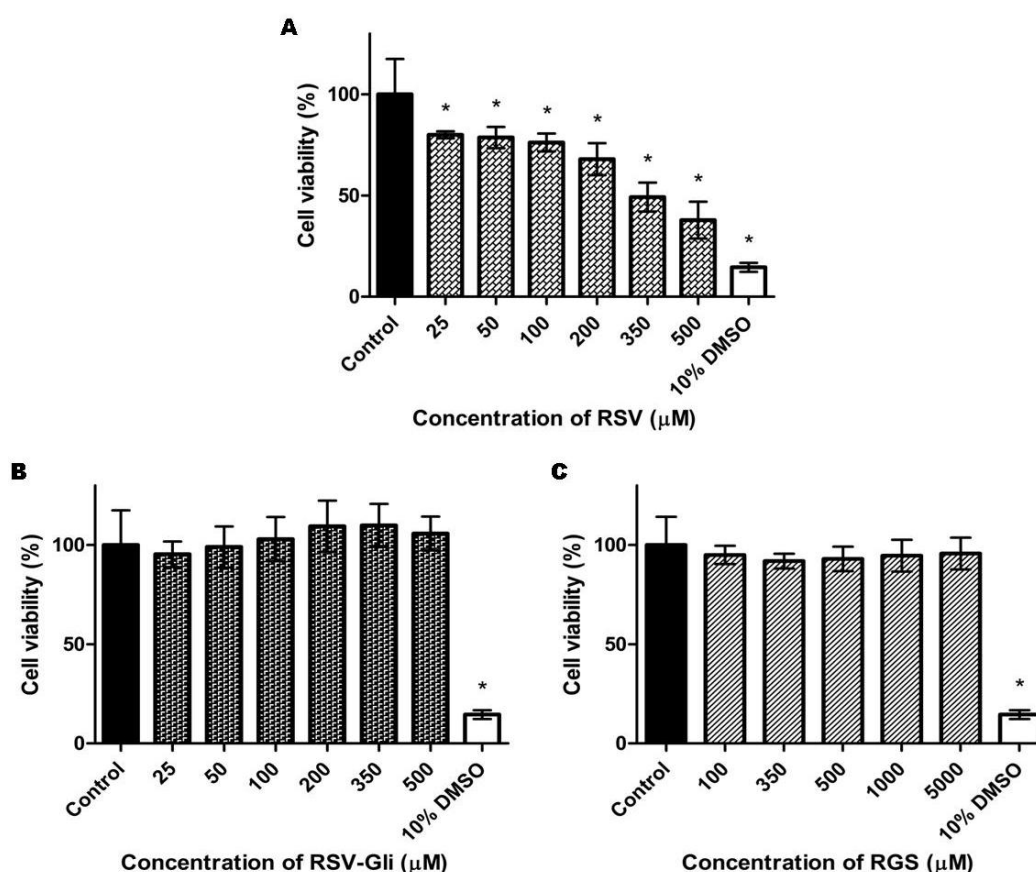 A
Cell viability (%)
100
50
0
* * * * * * *
Control 25 50 100 200 350 500 10% DMSO
Concentration of RSV (μM)
B
Cell viability (%)
100
50
0
*
Control 25 50 100 200 350 500 10% DMSO
Concentration of RSV-Gli (μM)
C
Cell viability (%)
100
50
0
*
Control 100 350 500 1000 5000 10% DMSO
Concentration of RGS (μM)